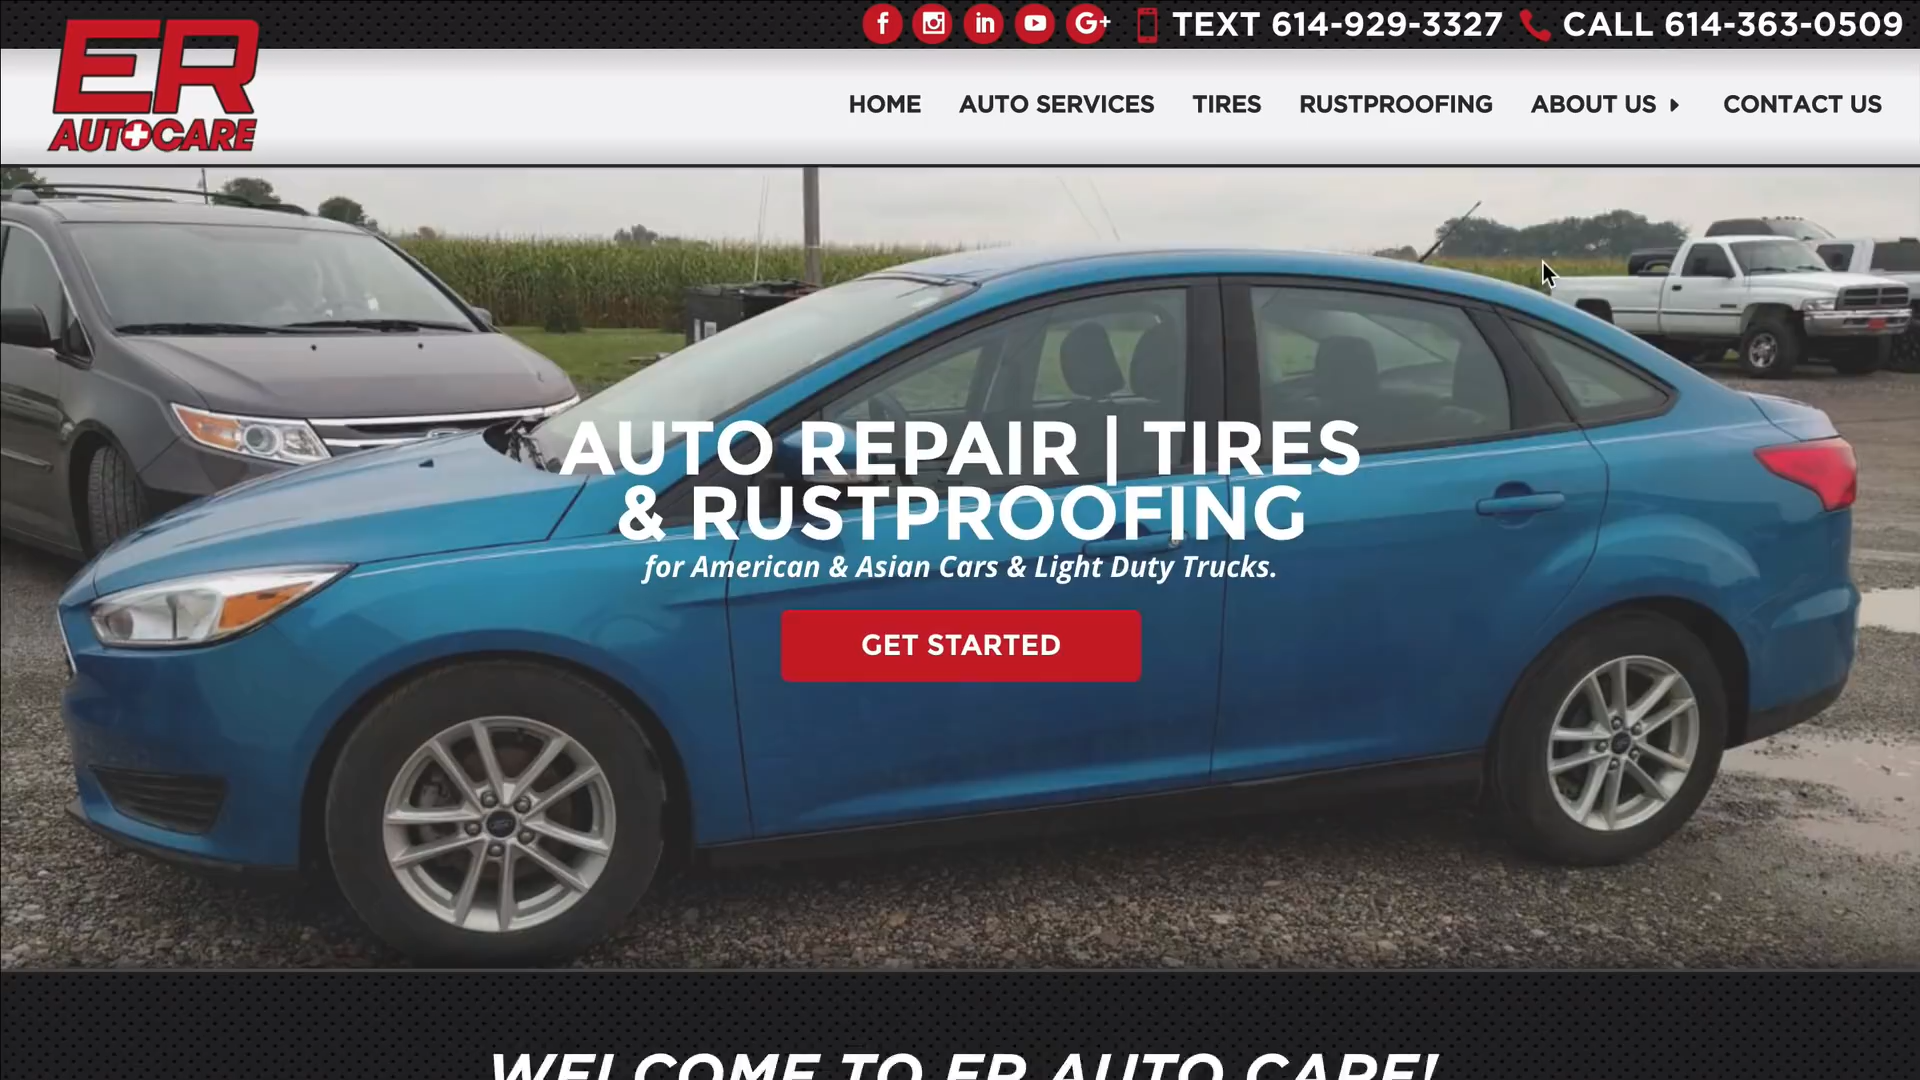 TEXT 614-929-3327 CALL 614-363-0509
ER
AUTOCARE
HOME AUTO SERVICES TIRES RUSTPROOFING ABOUT US CONTACT US
AUTO REPAIR | TIRES
& RUSTPROOFING
for American & Asian Cars & Light Duty Trucks.
GET STARTED
WELCOME TO ER AUTO CARE!